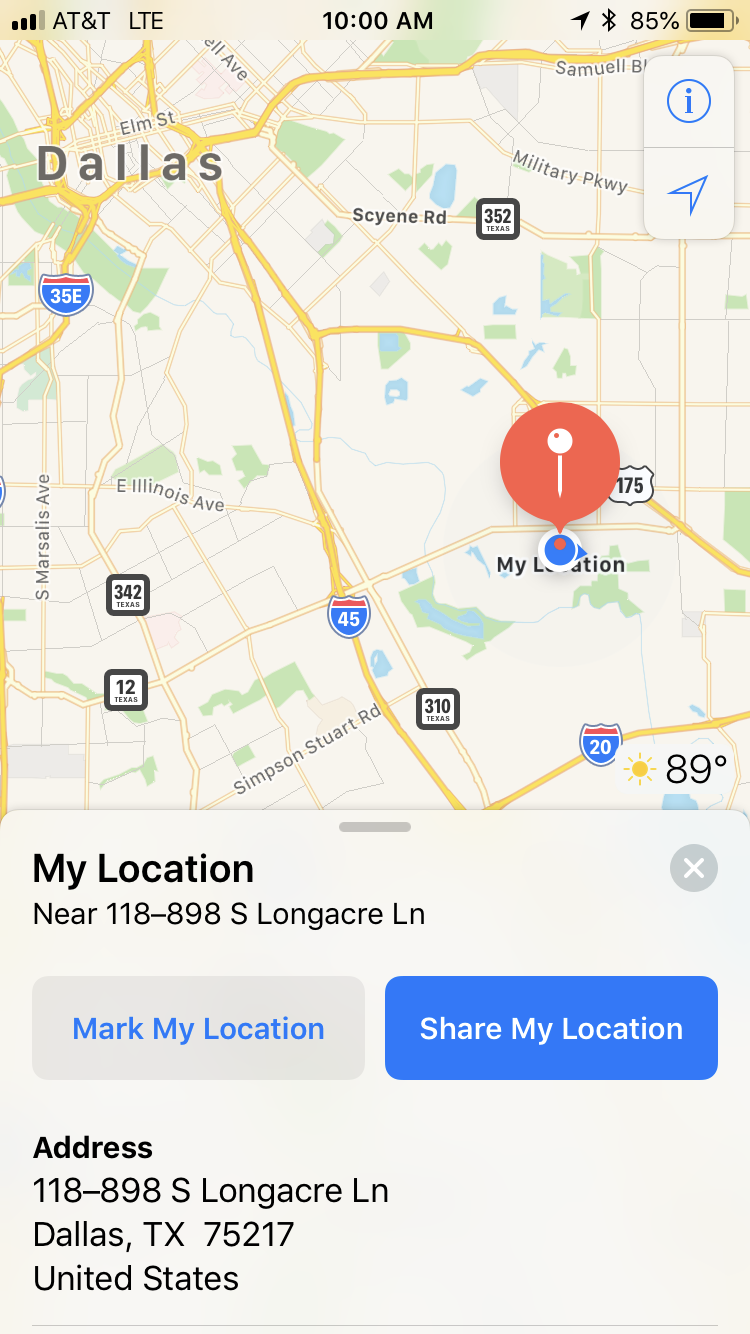 AT&T LTE 10:00 AM 85%
all Ave
Samuell Bl
Elm St
Dallas
Military Pkwy
Scyene Rd
352
TEXAS
35E
175
E Illinois Ave
S Marsalis Ave
My Location
342
TEXAS
45
12
TEXAS
310
TEXAS
Simpson Stuart Rd
20
89°
My Location
Near 118–898 S Longacre Ln
Mark My Location
Share My Location
Address
118–898 S Longacre Ln
Dallas, TX 75217
United States